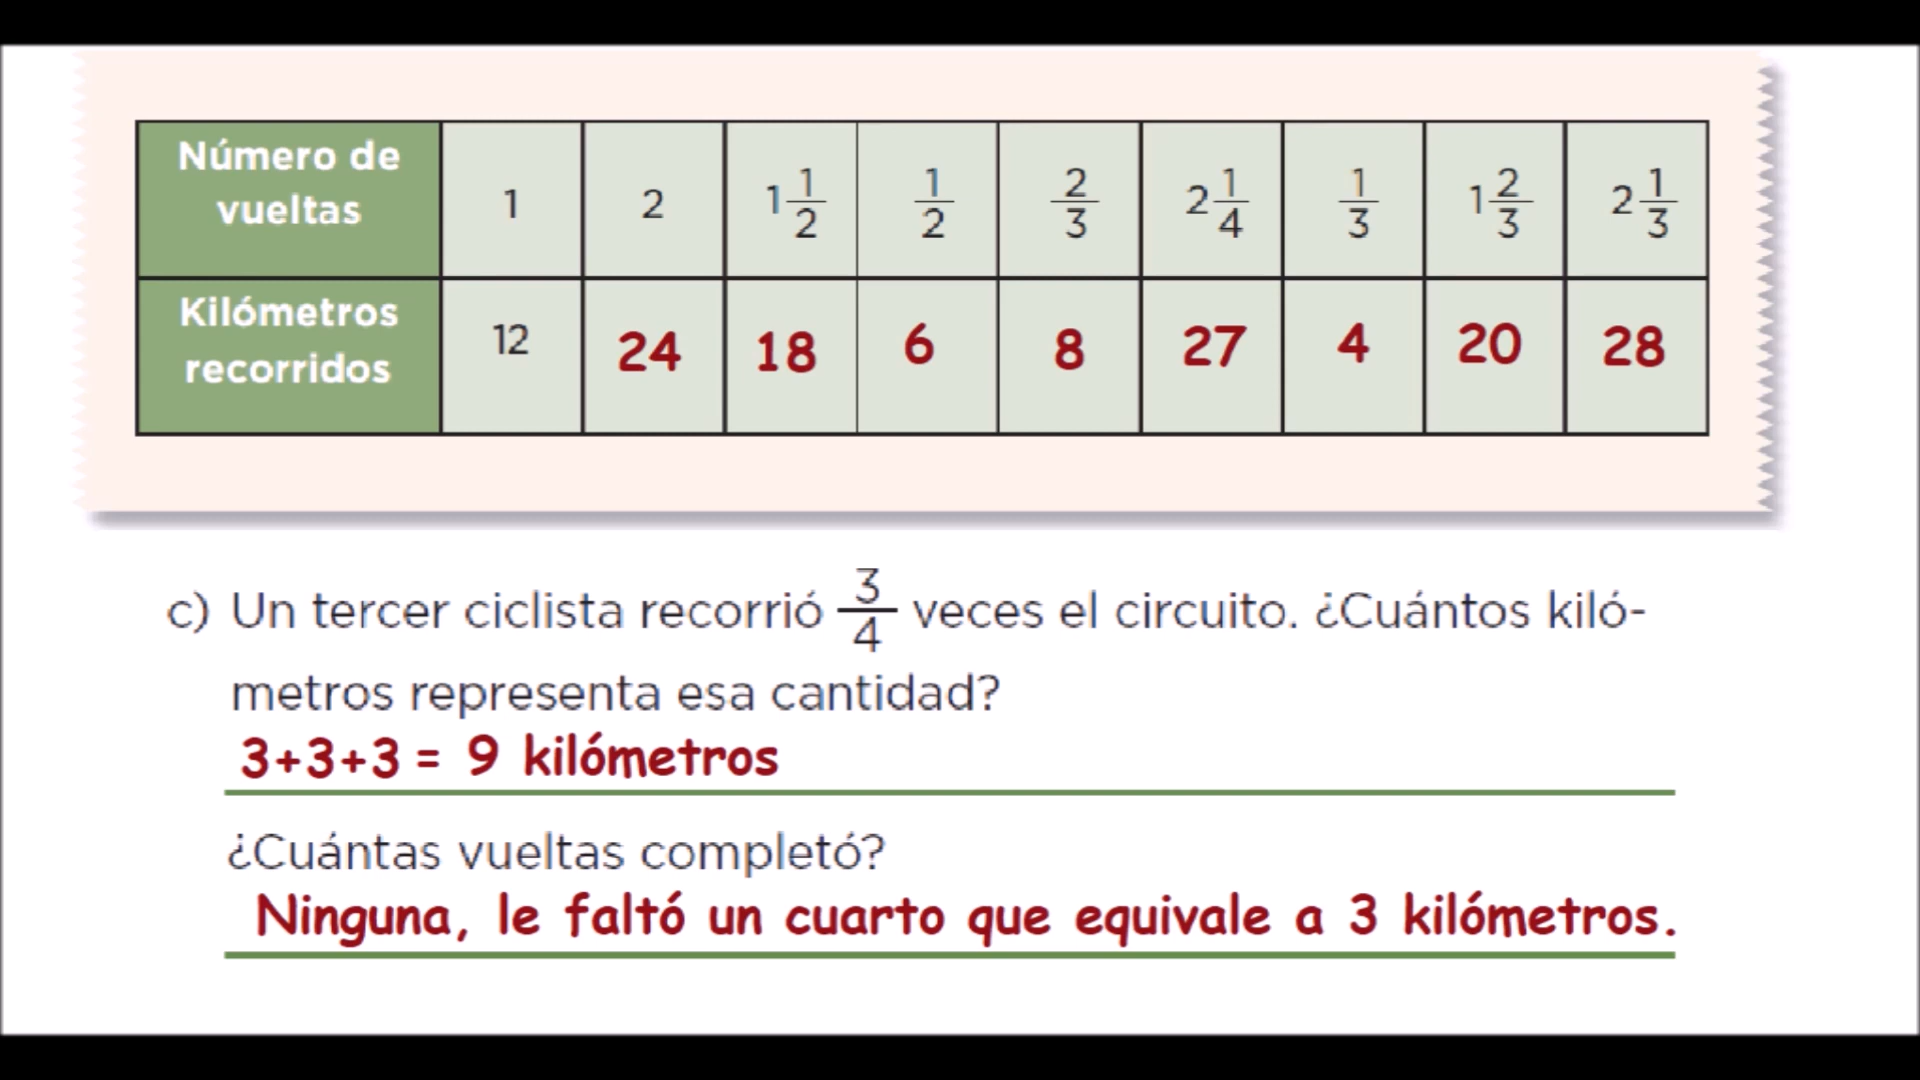 Número de vueltas 1 2 1 1/2 1/2 2/3 2 1/4 1/3 1 2/3 2 1/3
Kilómetros recorridos 12 24 18 6 8 27 4 20 28
c) Un tercer ciclista recorrió 3/4 veces el circuito. ¿Cuántos kiló-
metros representa esa cantidad?
3+3+3 = 9 kilómetros
¿Cuántas vueltas completó?
Ninguna, le faltó un cuarto que equivale a 3 kilómetros.